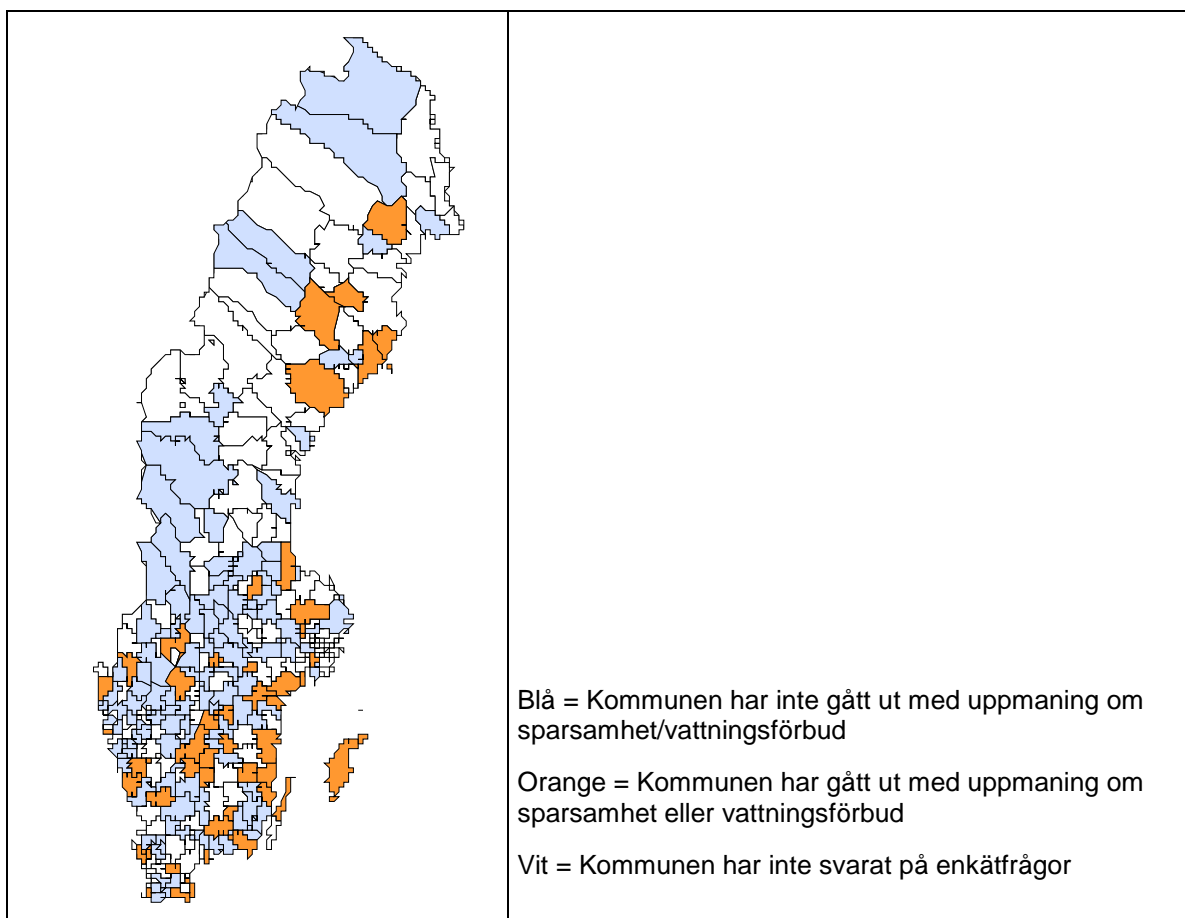 Blå = Kommunen har inte gått ut med uppmaning om
sparsamhet/vattningsförbud
Orange = Kommunen har gått ut med uppmaning om
sparsamhet eller vattningsförbud
Vit = Kommunen har inte svarat på enkätfrågor